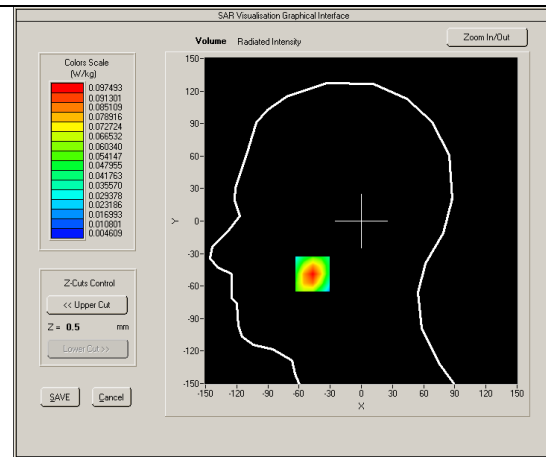 SAR Visualisation Graphical Interface
Volume Radiated Intensity
Zoom In/Out
Colors Scale
(W/kg)
0.097493
0.091301
0.085109
0.078916
0.072724
0.066532
0.060340
0.054147
0.047955
0.041763
0.035570
0.029378
0.023186
0.016993
0.010801
0.004609
Z-Cuts Control
<< Upper Cut
Z = 0.5 mm
Lower Cut >>
SAVE Cancel
150
120
90
60
30
0
-30
-60
-90
-120
-150
Y
-150 -120 -90 -60 -30 0 30 60 90 120 150
X